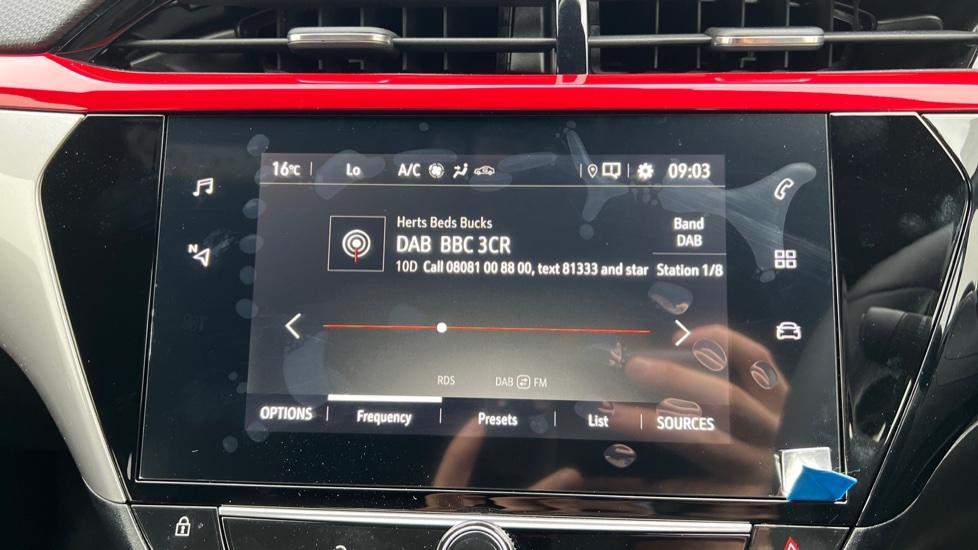 16°C Lo A/C 09:03
N
Herts Beds Bucks
DAB BBC 3CR
10D Call 08081 00 88 00, text 81333 and star
Band
DAB
Station 1/8
RDS DAB FM
OPTIONS Frequency Presets List SOURCES